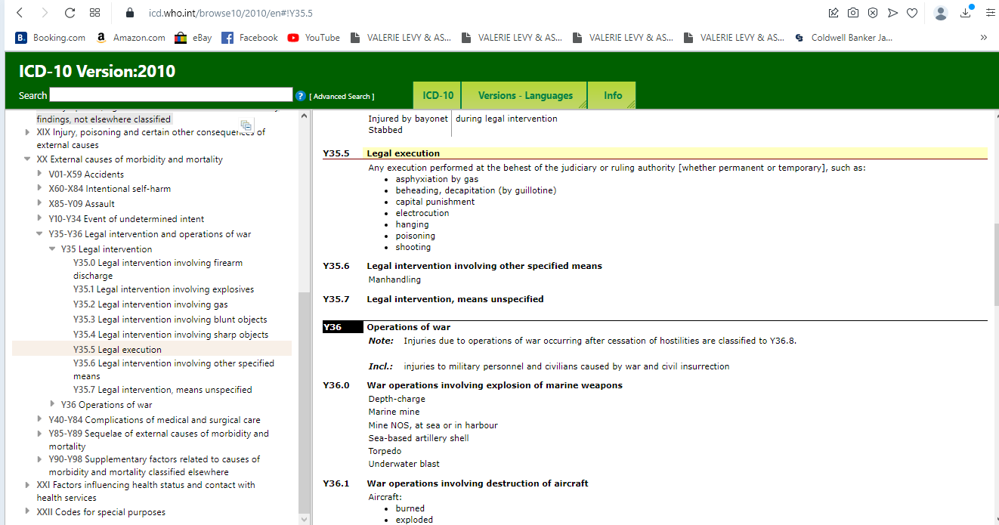 icd.who.int/browse10/2010/en#!Y35.5
B. Booking.com
a Amazon.com
eBay
Facebook
YouTube
VALERIE LEVY & AS...
VALERIE LEVY & AS...
VALERIE LEVY & AS...
VALERIE LEVY & AS...
Coldwell Banker Ja...
»
ICD-10 Version:2010
Search
? [ Advanced Search ]
ICD-10
Versions - Languages
Info
findings, not elsewhere classified
XIX Injury, poisoning and certain other consequences of
external causes
XX External causes of morbidity and mortality
V01-X59 Accidents
X60-X84 Intentional self-harm
X85-Y09 Assault
Y10-Y34 Event of undetermined intent
Y35-Y36 Legal intervention and operations of war
Y35 Legal intervention
Y35.0 Legal intervention involving firearm
discharge
Y35.1 Legal intervention involving explosives
Y35.2 Legal intervention involving gas
Y35.3 Legal intervention involving blunt objects
Y35.4 Legal intervention involving sharp objects
Y35.5 Legal execution
Y35.6 Legal intervention involving other specified
means
Y35.7 Legal intervention, means unspecified
Y36 Operations of war
Y40-Y84 Complications of medical and surgical care
Y85-Y89 Sequelae of external causes of morbidity and
mortality
Y90-Y98 Supplementary factors related to causes of
morbidity and mortality classified elsewhere
XXI Factors influencing health status and contact with
health services
XXII Codes for special purposes
Injured by bayonet during legal intervention
Stabbed
Y35.5 Legal execution
Any execution performed at the behest of the judiciary or ruling authority [whether permanent or temporary], such as:
• asphyxiation by gas
• beheading, decapitation (by guillotine)
• capital punishment
• electrocution
• hanging
• poisoning
• shooting
Y35.6 Legal intervention involving other specified means
Manhandling
Y35.7 Legal intervention, means unspecified
Y36 Operations of war
Note: Injuries due to operations of war occurring after cessation of hostilities are classified to Y36.8.
Incl.: injuries to military personnel and civilians caused by war and civil insurrection
Y36.0 War operations involving explosion of marine weapons
Depth-charge
Marine mine
Mine NOS, at sea or in harbour
Sea-based artillery shell
Torpedo
Underwater blast
Y36.1 War operations involving destruction of aircraft
Aircraft:
• burned
• exploded